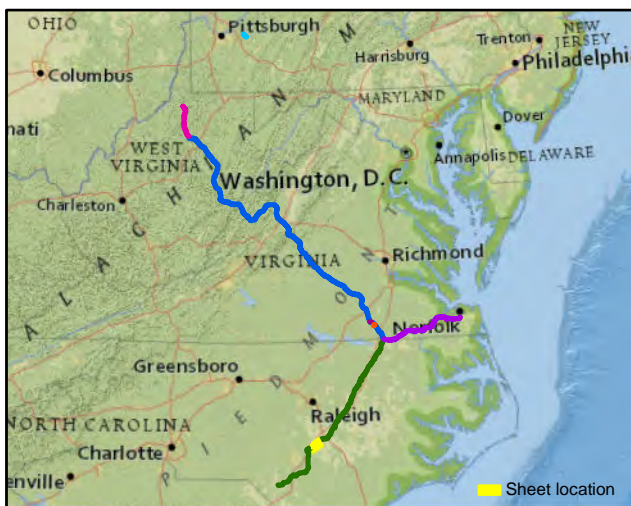 OHIO
Pittsburgh
NEW
JERSEY
Trenton
Harrisburg
Philadelphia
Columbus
MARYLAND
Dover
nati
WEST
VIRGINIA
Annapolis
DELAWARE
Washington, D.C.
Charleston
Richmond
VIRGINIA
Norfolk
Greensboro
Raleigh
NORTH CAROLINA
Charlotte
enville
A L A C H I A N M
P I E D M O N T
Sheet location